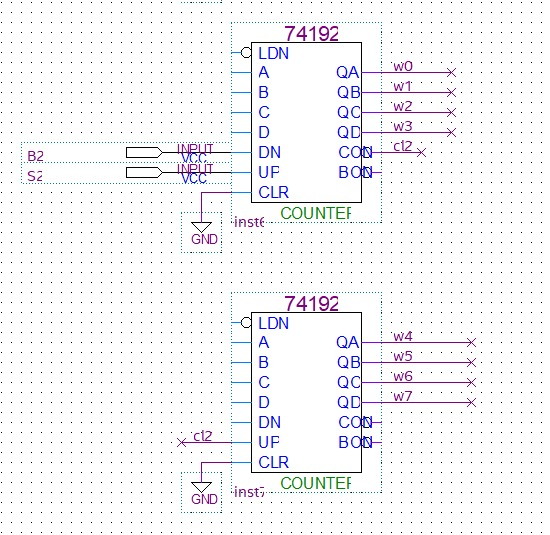 74192
LDN
A QA w0
B QB w1
C QC w2
D QD w3
B2 INPUT VCC DN CON cl2
S2 INPUT VCC UP BON
CLR
GND
inst6 COUNTER
74192
LDN
A QA w4
B QB w5
C QC w6
D QD w7
DN CON
cl2 UP BON
CLR
GND
inst7 COUNTER